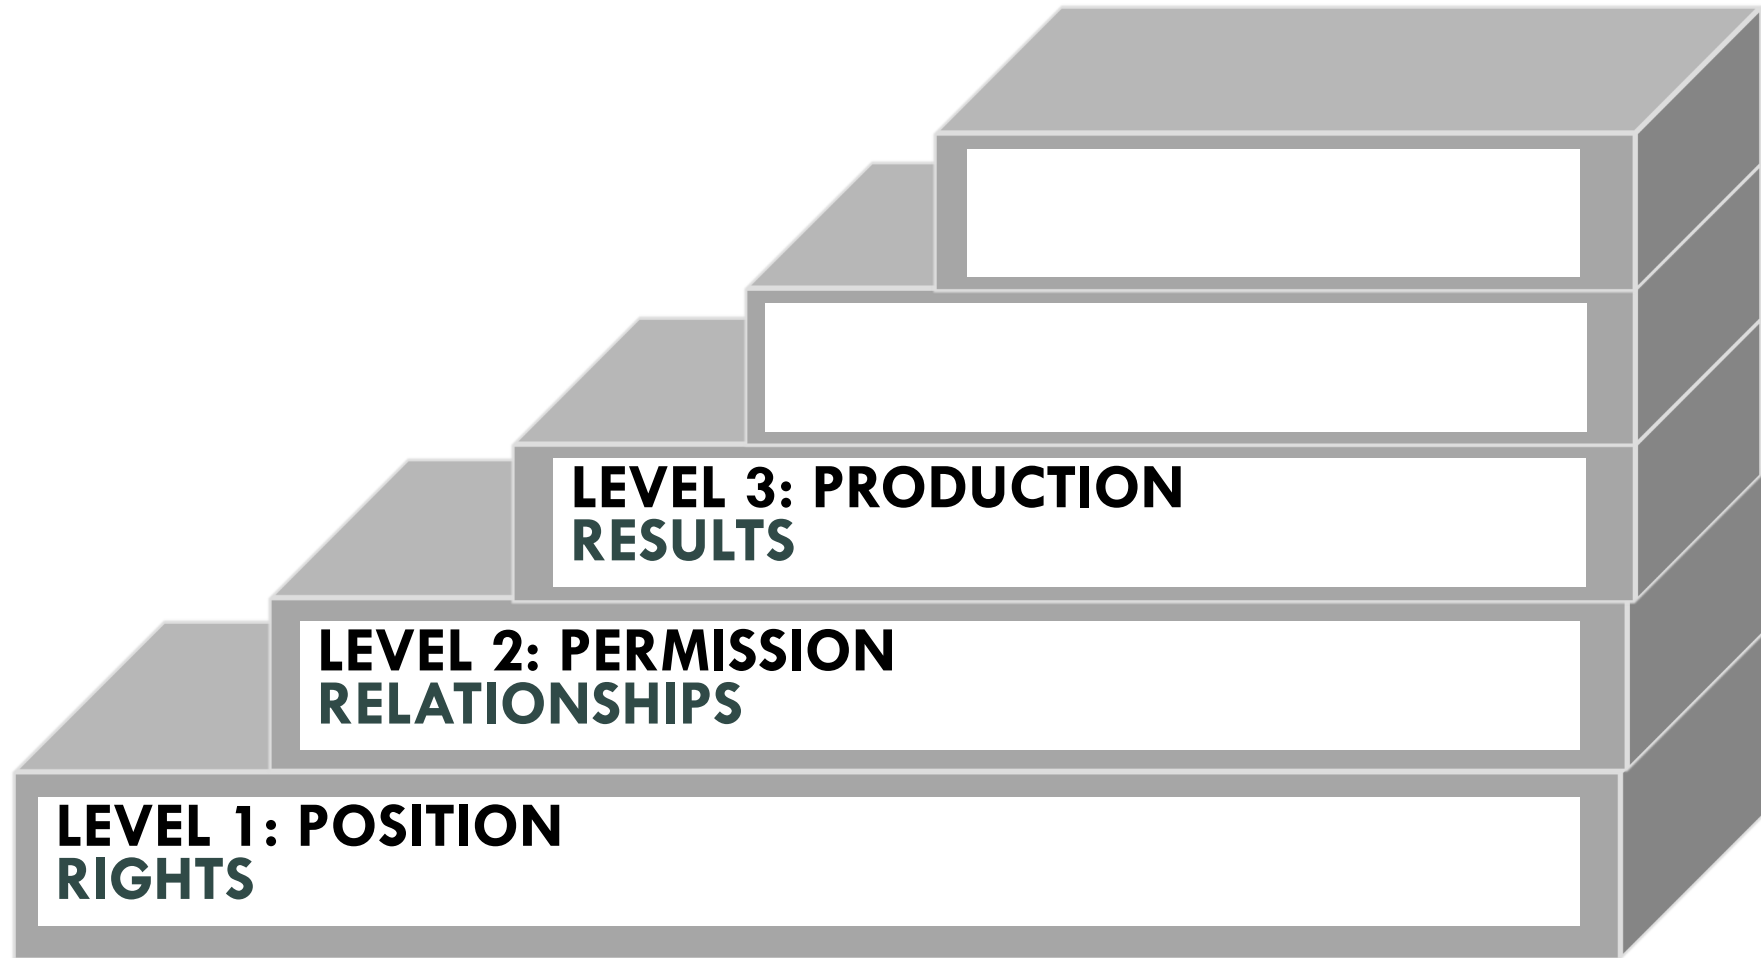 LEVEL 3: PRODUCTION
RESULTS
LEVEL 2: PERMISSION
RELATIONSHIPS
LEVEL 1: POSITION
RIGHTS